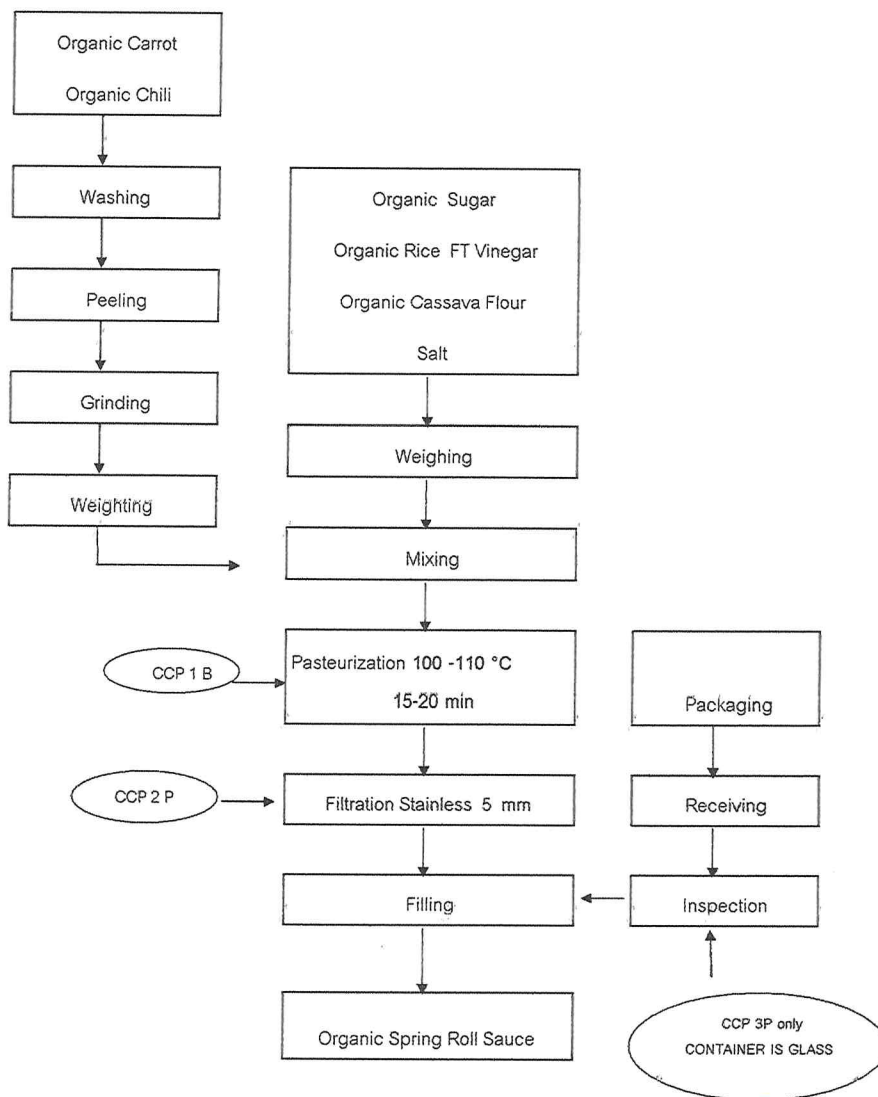 Organic Carrot
Organic Chili
Washing
Peeling
Grinding
Weighting
Organic Sugar
Organic Rice FT Vinegar
Organic Cassava Flour
Salt
Weighing
Mixing
CCP 1 B
Pasteurization 100 -110 °C
15-20 min
CCP 2 P
Filtration Stainless 5 mm
Filling
Organic Spring Roll Sauce
Packaging
Receiving
Inspection
CCP 3P only
CONTAINER IS GLASS